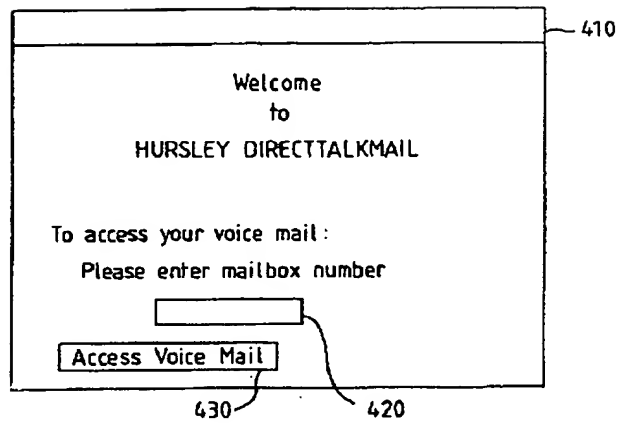 410
Welcome
to
HURSLEY DIRECTTALKMAIL
To access your voice mail:
Please enter mailbox number
Access Voice Mail
430
420